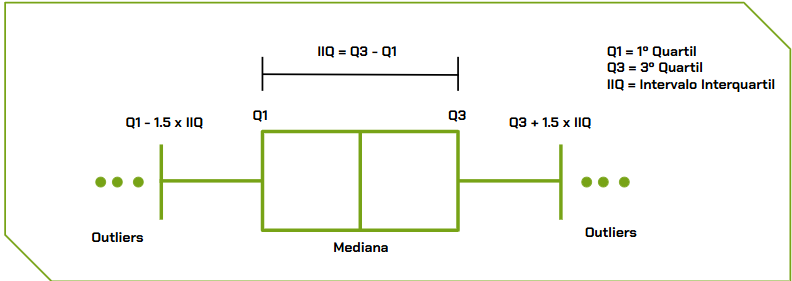 IIQ = Q3 - Q1
Q1 = 1º Quartil
Q3 = 3º Quartil
IIQ = Intervalo Interquartil
Q1 - 1.5 x IIQ
Q1
Q3
Q3 + 1.5 x IIQ
Outliers
Mediana
Outliers